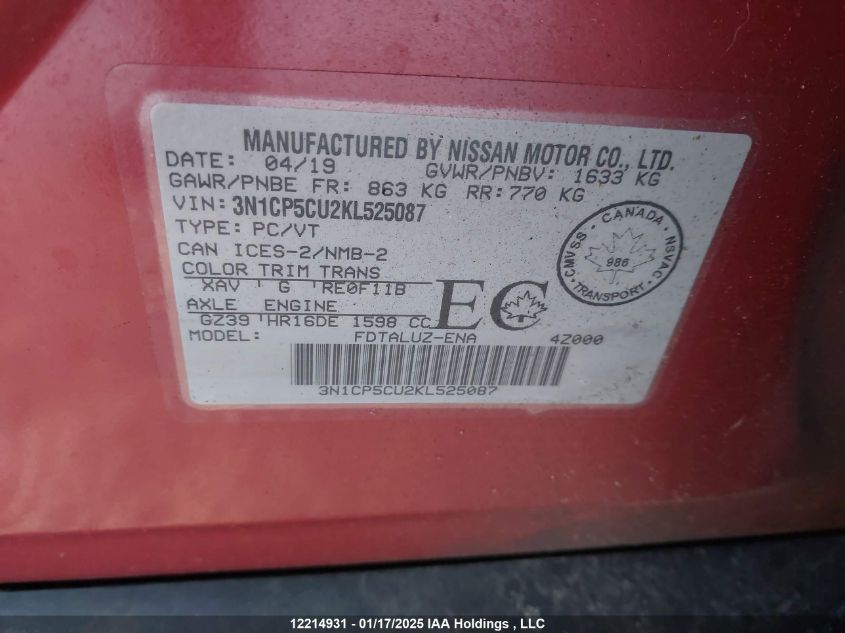 MANUFACTURED BY NISSAN MOTOR CO., LTD.
DATE: 04/19 GVWR/PNBV: 1633 KG
GAWR/PNBE FR: 863 KG RR: 770 KG
VIN: 3N1CP5CU2KL525087
TYPE: PC/VT
CAN ICES-2/NMB-2
COLOR TRIM TRANS
XAV G RE0F11B
AXLE ENGINE
GZ39 HR16DE 1598 CC
MODEL: FDTALUZ-ENA 4Z000
EC
CANADA
CMVSS 986 NSVAC
TRANSPORT
3N1CP5CU2KL525087
12214931 - 01/17/2025 IAA Holdings , LLC